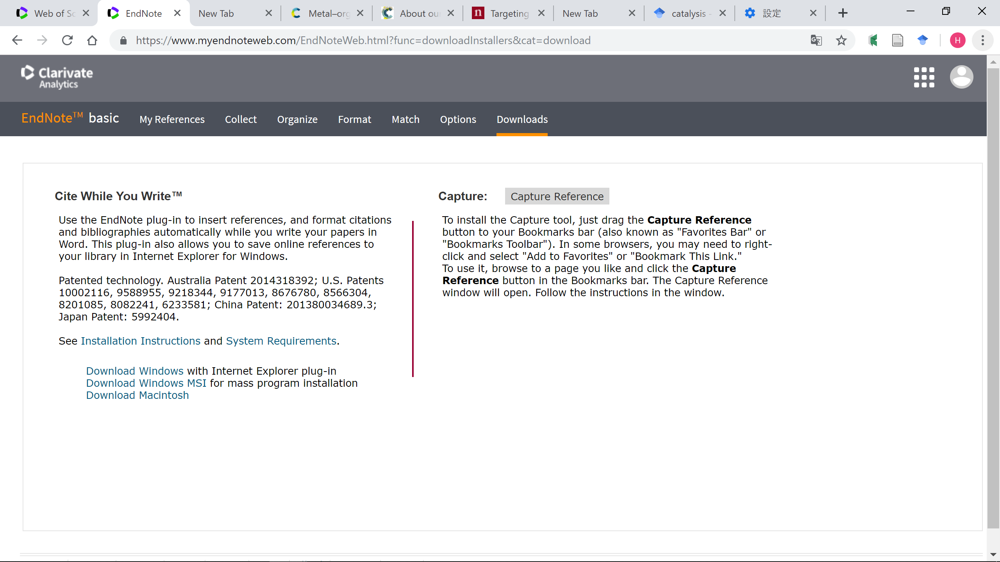 Web of Sc
EndNote
New Tab
Metal–org
About our
Targeting
New Tab
catalysis -
設定
https://www.myendnoteweb.com/EndNoteWeb.html?func=downloadInstallers&cat=download
H
Clarivate
Analytics
EndNote™ basic
My References
Collect
Organize
Format
Match
Options
Downloads
Cite While You Write™
Use the EndNote plug-in to insert references, and format citations
and bibliographies automatically while you write your papers in
Word. This plug-in also allows you to save online references to
your library in Internet Explorer for Windows.
Patented technology. Australia Patent 2014318392; U.S. Patents
10002116, 9588955, 9218344, 9177013, 8676780, 8566304,
8201085, 8082241, 6233581; China Patent: 201380034689.3;
Japan Patent: 5992404.
See Installation Instructions and System Requirements.
Download Windows with Internet Explorer plug-in
Download Windows MSI for mass program installation
Download Macintosh
Capture:
Capture Reference
To install the Capture tool, just drag the Capture Reference
button to your Bookmarks bar (also known as "Favorites Bar" or
"Bookmarks Toolbar"). In some browsers, you may need to right-
click and select "Add to Favorites" or "Bookmark This Link."
To use it, browse to a page you like and click the Capture
Reference button in the Bookmarks bar. The Capture Reference
window will open. Follow the instructions in the window.